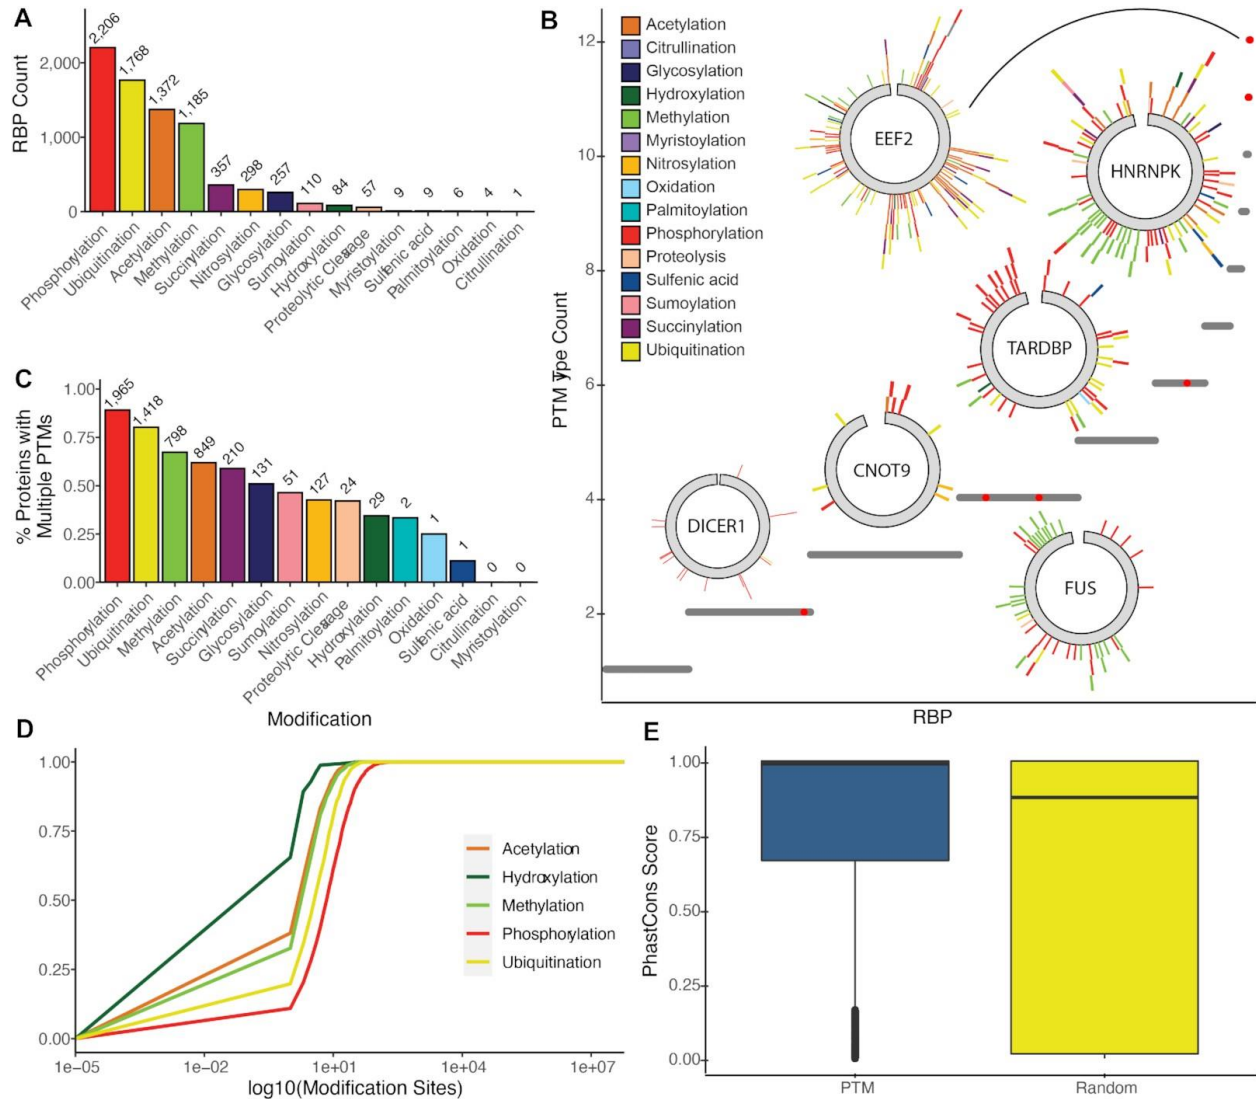 A
RBP Count
2,000
1,000
0
2,206
1,768
1,372
1,185
357
298
257
110
84
57
9
9
6
4
1
Phosphorylation
Ubiquitination
Acetylation
Methylation
Succinylation
Nitrosylation
Glycosylation
Sumoylation
Hydroxylation
Proteolytic Cleavage
Myristoylation
Sulfenic acid
Palmitoylation
Oxidation
Citrullination
B
PTM Type Count
12
10
8
6
4
2
Acetylation
Citrullination
Glycosylation
Hydroxylation
Methylation
Myristoylation
Nitrosylation
Oxidation
Palmitoylation
Phosphorylation
Proteolysis
Sulfenic acid
Sumoylation
Succinylation
Ubiquitination
EEF2
HNRNPK
TARDBP
CNOT9
DICER1
FUS
RBP
C
% Proteins with
Multiple PTMs
1.00
0.75
0.50
0.25
0.00
1,965
1,418
798
849
210
131
51
127
24
29
2
1
1
0
0
Phosphorylation
Ubiquitination
Methylation
Acetylation
Succinylation
Glycosylation
Sumoylation
Nitrosylation
Proteolytic Cleavage
Hydroxylation
Palmitoylation
Oxidation
Sulfenic acid
Citrullination
Myristoylation
Modification
D
1.00
0.75
0.50
0.25
0.00
1e-05
1e-02
1e+01
1e+04
1e+07
log10(Modification Sites)
Acetylation
Hydroxylation
Methylation
Phosphorylation
Ubiquitination
E
PhastCons Score
1.00
0.75
0.50
0.25
0.00
PTM
Random